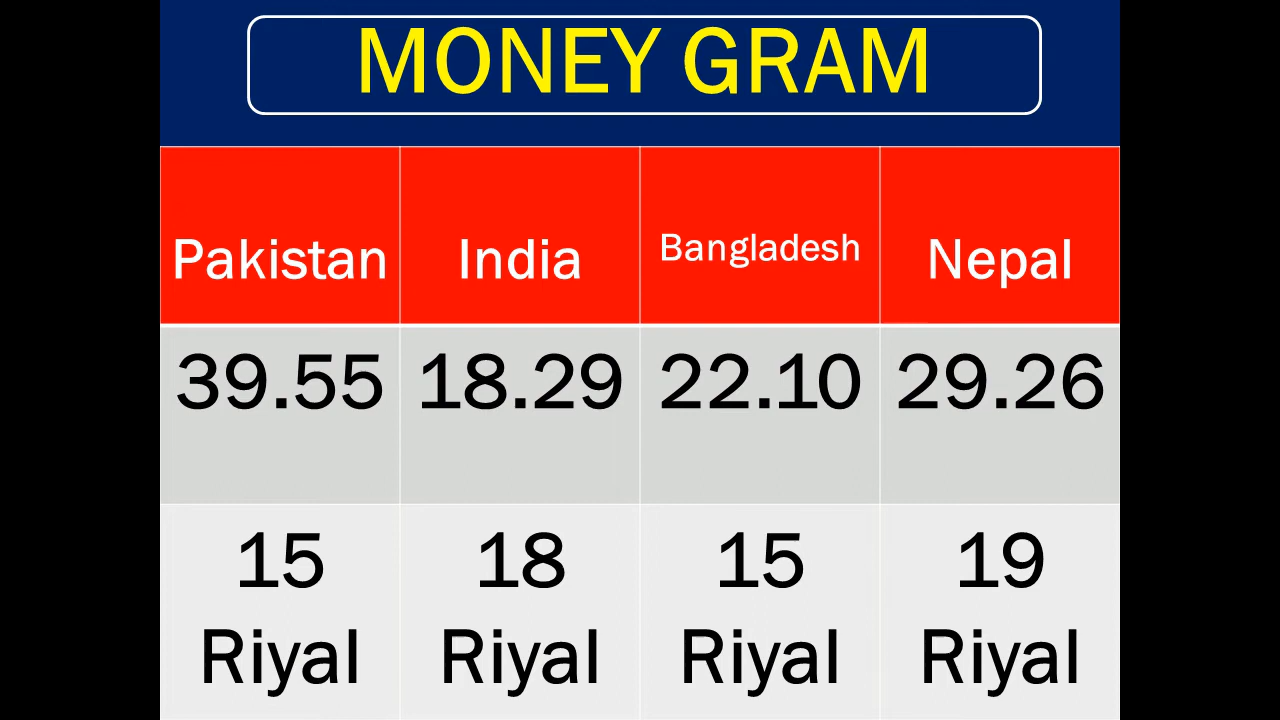 MONEY GRAM
Pakistan India Bangladesh Nepal
39.55 18.29 22.10 29.26
15 18 15 19
Riyal Riyal Riyal Riyal